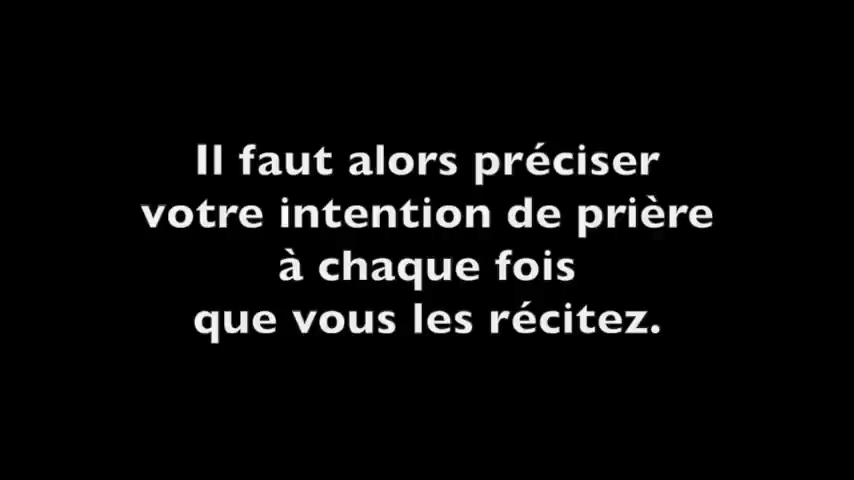 Il faut alors préciser
votre intention de prière
à chaque fois
que vous les récitez.